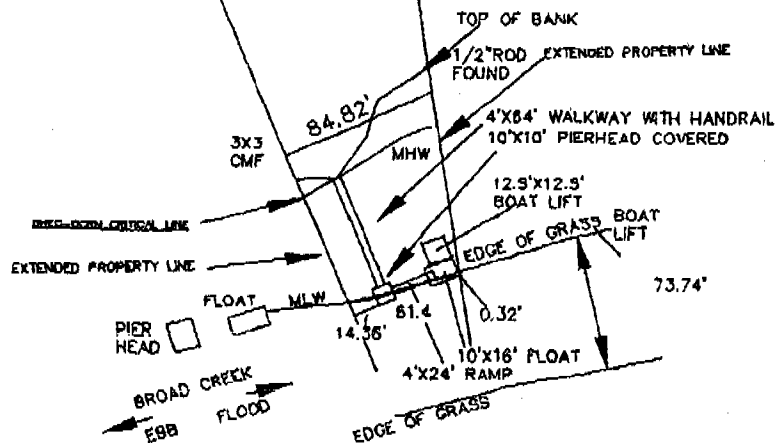 TOP OF BANK
1/2"ROD
FOUND
EXTENDED PROPERTY LINE
84.82'
4'X64' WALKWAY WITH HANDRAIL
10'X10' PIERHEAD COVERED
3X3
CMF
MHW
12.5'X12.5'
BOAT LIFT
CRITICAL LINE
EDGE OF GRASS
BOAT
LIFT
EXTENDED PROPERTY LINE
FLOAT
MLW
73.74'
PIER
HEAD
14.36'
61.4
0.32'
10'X16' FLOAT
4'X24' RAMP
BROAD CREEK
EBB
FLOOD
EDGE OF GRASS